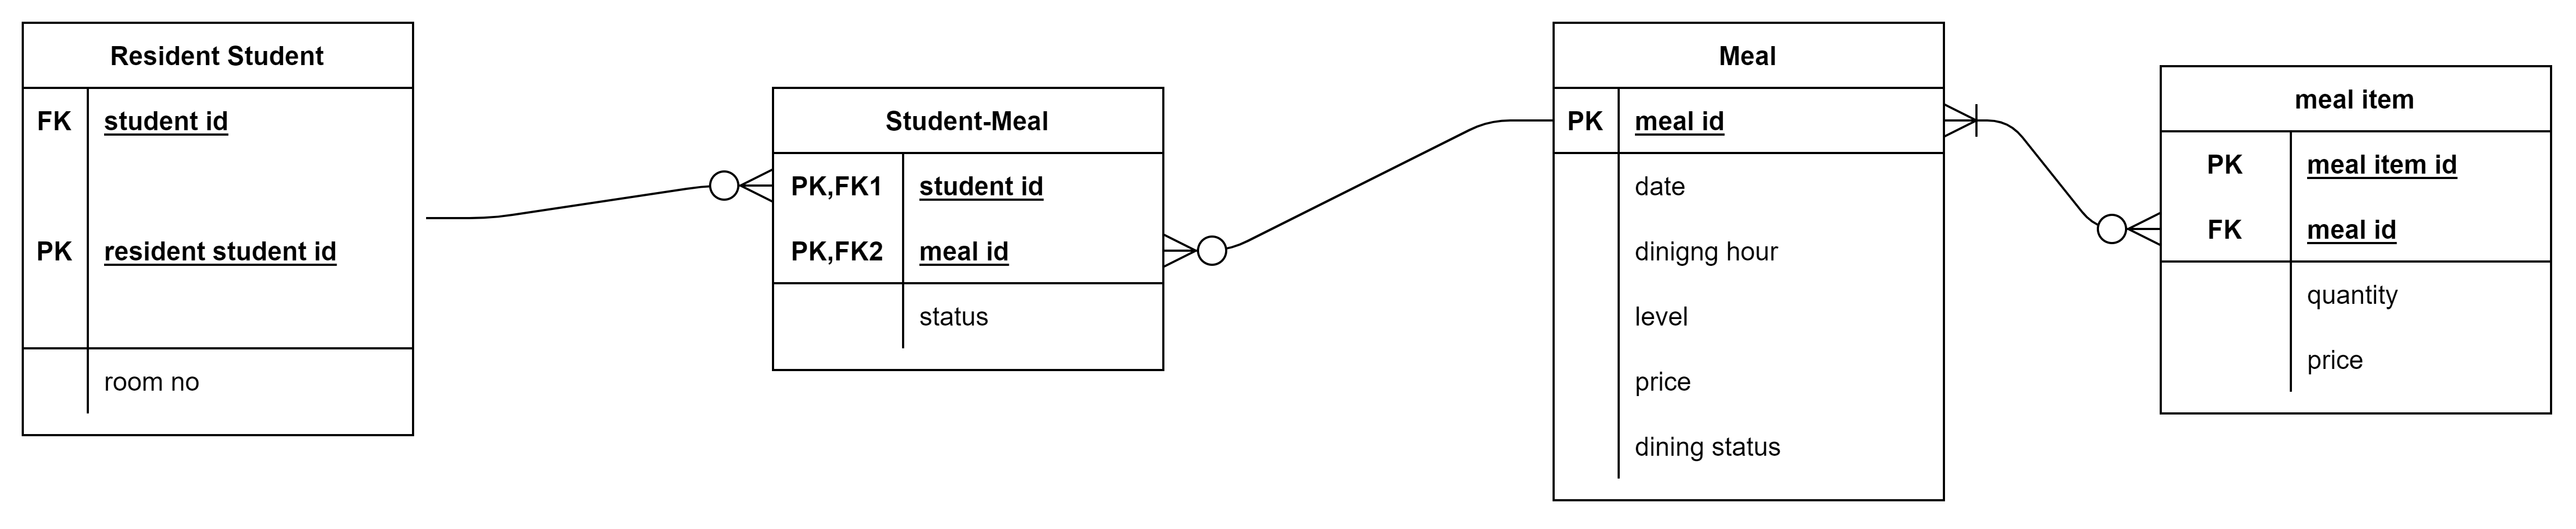 Resident Student
FK student id
PK resident student id
room no
Student-Meal
PK,FK1 student id
PK,FK2 meal id
status
Meal
PK meal id
date
dinigng hour
level
price
dining status
meal item
PK meal item id
FK meal id
quantity
price